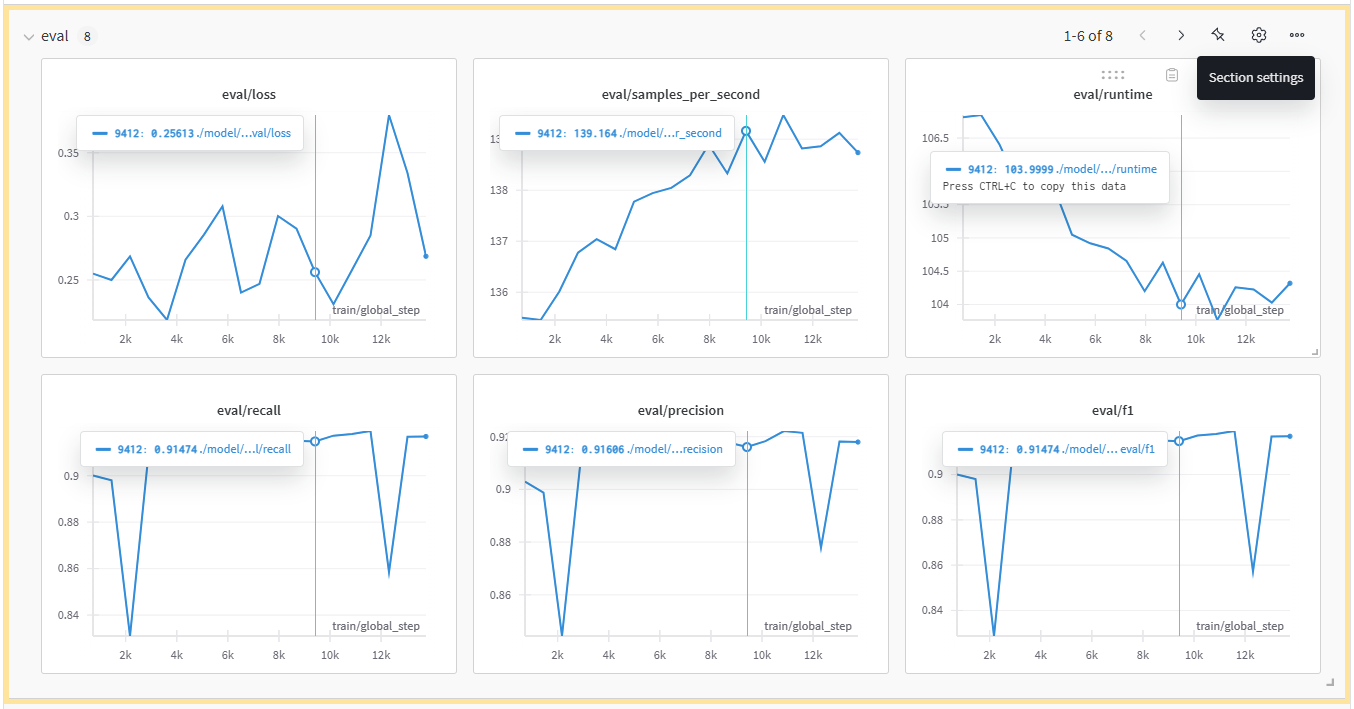 eval 8
1-6 of 8
Section settings
eval/loss
9412: 0.25613 ./model/...val/loss
0.35
0.3
0.25
train/global_step
2k 4k 6k 8k 10k 12k
eval/samples_per_second
9412: 139.164 ./model/...r_second
138
137
136
train/global_step
2k 4k 6k 8k 10k 12k
eval/runtime
106.5
9412: 103.9999 ./model/.../runtime
Press CTRL+C to copy this data
105
104.5
104
train/global_step
2k 4k 6k 8k 10k 12k
eval/recall
9412: 0.91474 ./model/...l/recall
0.9
0.88
0.86
0.84
train/global_step
2k 4k 6k 8k 10k 12k
eval/precision
9412: 0.91606 ./model/...recision
0.9
0.88
0.86
train/global_step
2k 4k 6k 8k 10k 12k
eval/f1
9412: 0.91474 ./model/... eval/f1
0.9
0.88
0.86
0.84
train/global_step
2k 4k 6k 8k 10k 12k